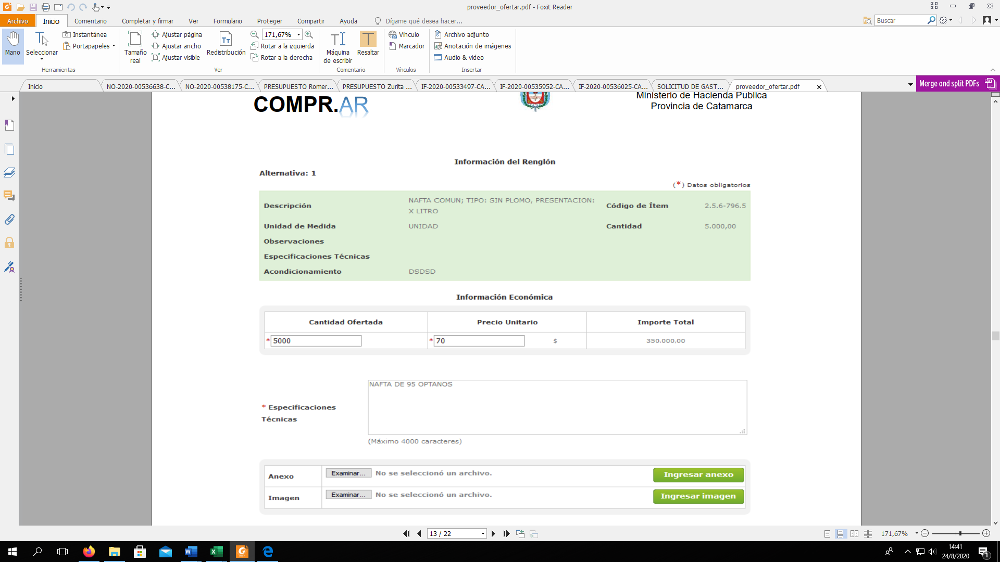 proveedor_ofertar.pdf - Foxit Reader
Archivo Inicio Comentario Completar y firmar Ver Formulario Proteger Compartir Ayuda Dígame qué desea hacer... Buscar
Mano
Seleccionar
Instantánea
Portapapeles
Herramientas
Tamaño real
Ajustar página
Ajustar ancho
Ajustar visible
Redistribución
171,67%
Rotar a la izquierda
Rotar a la derecha
Ver
Máquina de escribir
Resaltar
Comentario
Vínculo
Marcador
Vínculos
Archivo adjunto
Anotación de imágenes
Audio & video
Insertar
Inicio NO-2020-00536638-C... NO-2020-00538175-C... PRESUPUESTO Romer... PRESUPUESTO Zurita ... IF-2020-00533497-CA... IF-2020-00535952-CA... IF-2020-00536025-CA... SOLICITUD DE GAST... proveedor_ofertar.pdf Merge and split PDFs
COMPR.AR
Ministerio de Hacienda Pública
Provincia de Catamarca
Información del Renglón
Alternativa: 1
(*) Datos obligatorios
Descripción NAFTA COMUN; TIPO: SIN PLOMO, PRESENTACION: X LITRO Código de Ítem 2.5.6-796.5
Unidad de Medida UNIDAD Cantidad 5.000,00
Observaciones
Especificaciones Técnicas
Acondicionamiento DSDSD
Información Económica
Cantidad Ofertada Precio Unitario Importe Total
* 5000 * 70 $ 350.000,00
* Especificaciones Técnicas
NAFTA DE 95 OPTANOS
(Máximo 4000 caracteres)
Anexo Examinar... No se seleccionó un archivo. Ingresar anexo
Imagen Examinar... No se seleccionó un archivo. Ingresar imagen
13 / 22 171,67%
14:41
24/8/2020
1